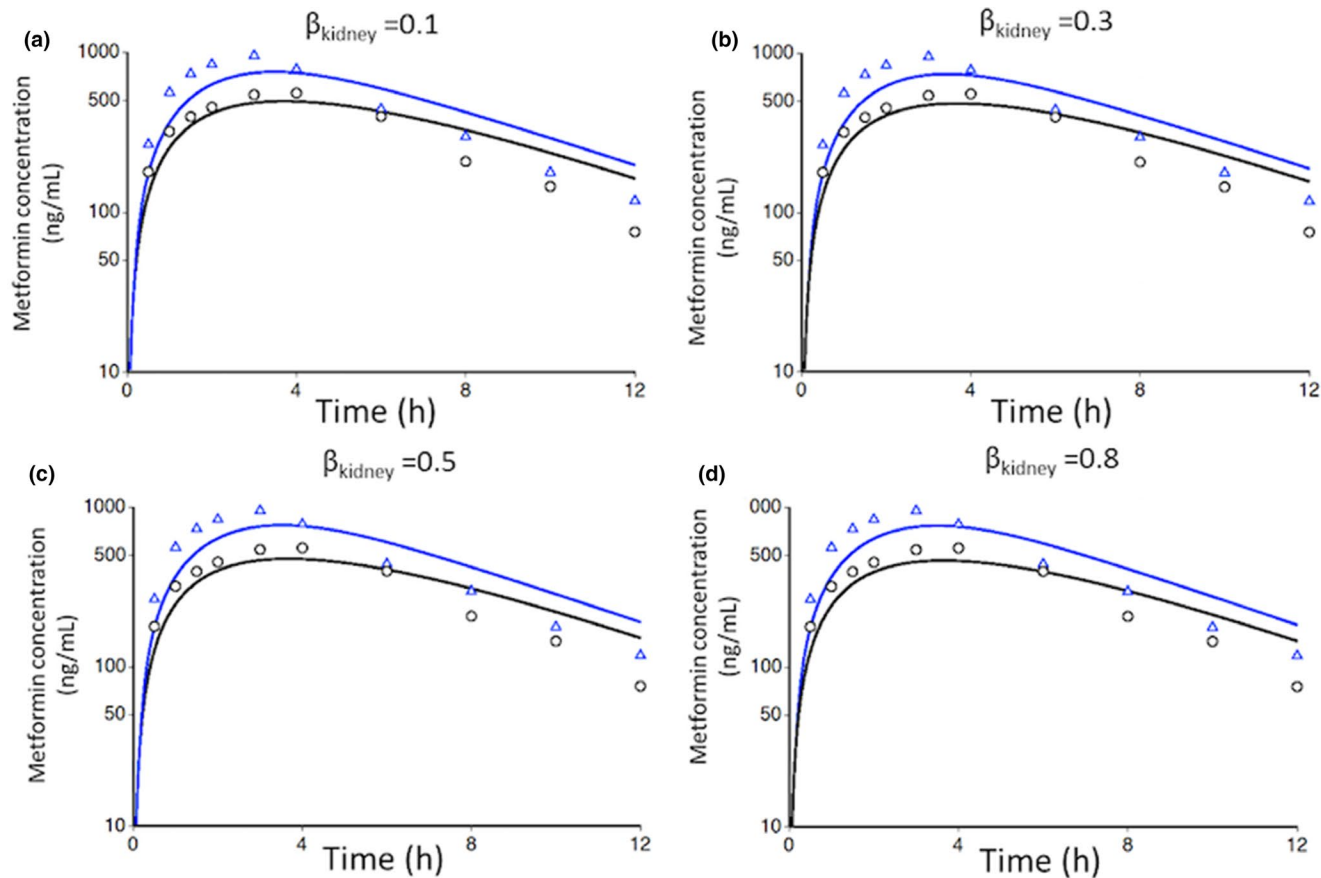 (a)
βkidney =0.1
1000
500
100
50
10
0 4 8 12
Metformin concentration
(ng/mL)
Time (h)
(b)
βkidney =0.3
1000
500
100
50
10
0 4 8 12
Metformin concentration
(ng/mL)
Time (h)
(c)
βkidney =0.5
1000
500
100
50
10
0 4 8 12
Metformin concentration
(ng/mL)
Time (h)
(d)
βkidney =0.8
000
500
100
50
10
0 4 8 12
Metformin concentration
(ng/mL)
Time (h)